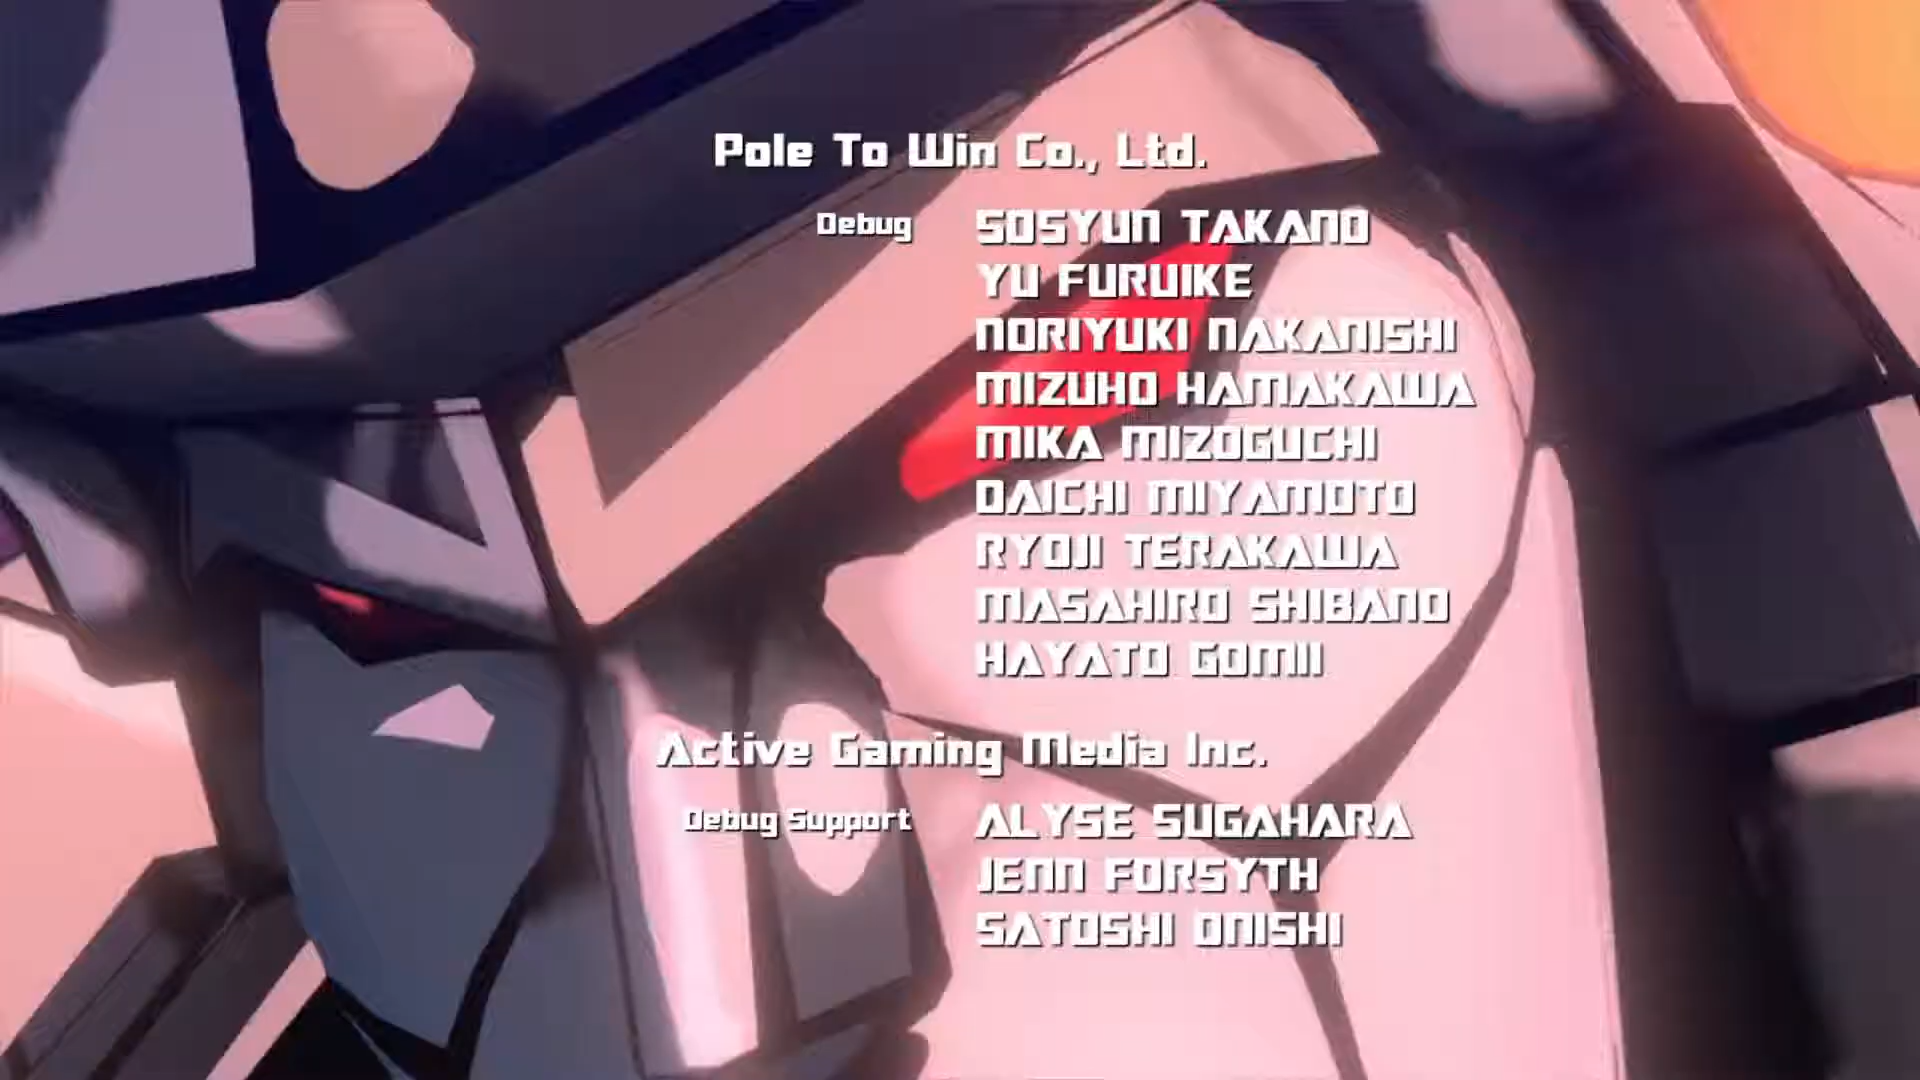 Pole To Win Co., Ltd.
Debug SOSYUN TAKANO
YU FURUIKE
NORIYUKI NAKANISHI
MIZUHO HAMAKAWA
MIKA MIZOGUCHI
DAICHI MIYAMOTO
RYOJI TERAKAWA
MASAHIRO SHIBANO
HAYATO GOMII
Active Gaming Media Inc.
Debug Support ALYSE SUGAHARA
JENN FORSYTH
SATOSHI ONISHI